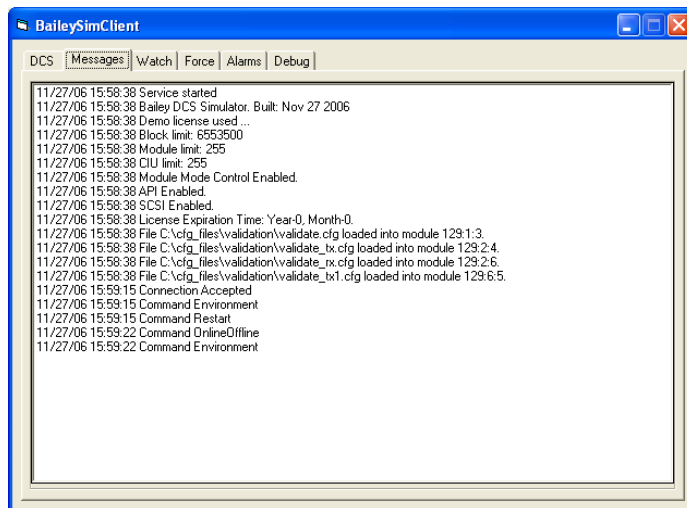 BaileySimClient
DCS Messages Watch Force Alarms Debug
11/27/06 15:58:38 Service started
11/27/06 15:58:38 Bailey DCS Simulator. Built: Nov 27 2006
11/27/06 15:58:38 Demo license used ...
11/27/06 15:58:38 Block limit: 6553500
11/27/06 15:58:38 Module limit: 255
11/27/06 15:58:38 CIU limit: 255
11/27/06 15:58:38 Module Mode Control Enabled.
11/27/06 15:58:38 API Enabled.
11/27/06 15:58:38 SCSI Enabled.
11/27/06 15:58:38 License Expiration Time: Year-0, Month-0.
11/27/06 15:58:38 File C:\cfg_files\validation\validate.cfg loaded into module 129:1:3.
11/27/06 15:58:38 File C:\cfg_files\validation\validate_tx.cfg loaded into module 129:2:4.
11/27/06 15:58:38 File C:\cfg_files\validation\validate_rx.cfg loaded into module 129:2:6.
11/27/06 15:58:38 File C:\cfg_files\validation\validate_tx1.cfg loaded into module 129:6:5.
11/27/06 15:59:15 Connection Accepted
11/27/06 15:59:15 Command Environment
11/27/06 15:59:15 Command Restart
11/27/06 15:59:22 Command OnlineOffline
11/27/06 15:59:22 Command Environment